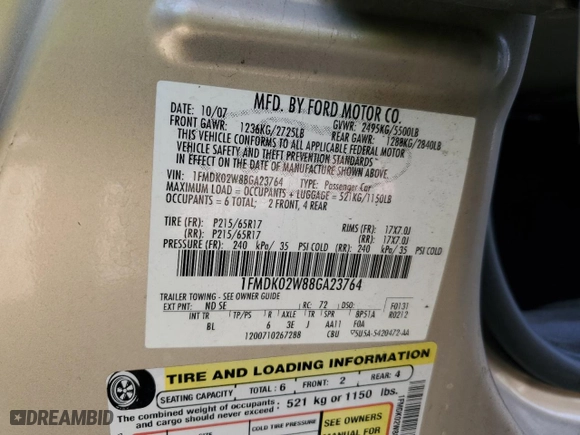 MFD. BY FORD MOTOR CO.
DATE: 10/07
FRONT GAWR: 1236KG/2725LB
GVWR: 2495KG/5500LB
REAR GAWR: 1288KG/2840LB
THIS VEHICLE CONFORMS TO ALL APPLICABLE FEDERAL MOTOR
VEHICLE SAFETY AND THEFT PREVENTION STANDARDS
IN EFFECT ON THE DATE OF MANUFACTURE SHOWN ABOVE.
VIN: 1FMDK02W88GA23764 TYPE: Passenger Car
MAXIMUM LOAD = OCCUPANTS + LUGGAGE = 521KG/1150LB
OCCUPANTS = 6 TOTAL; 2 FRONT, 4 REAR
TIRE (FR): P215/65R17 RIMS (FR): 17X7.0J
(RR): P215/65R17 (RR): 17X7.0J
PRESSURE (FR): 240 kPa/ 35 PSI COLD (RR): 240 kPa/ 35 PSI COLD
1FMDK02W88GA23764
TRAILER TOWING - SEE OWNER GUIDE
EXT PNT: ND SE RC: 72 DSO: F0131
INT TR TP/PS R AXLE TR SPR BPS1A R0212
BL 6 3E J AA11 FOA
1200710267288 CBU 5U5A-5420472-AA
TIRE AND LOADING INFORMATION
SEATING CAPACITY TOTAL: 6 FRONT: 2 REAR: 4
The combined weight of occupants
and cargo should never exceed 521 kg or 1150 lbs.
COLD TIRE PRESSURE
SEE OWNERS
MANUAL FOR
© DREAMBID.COM